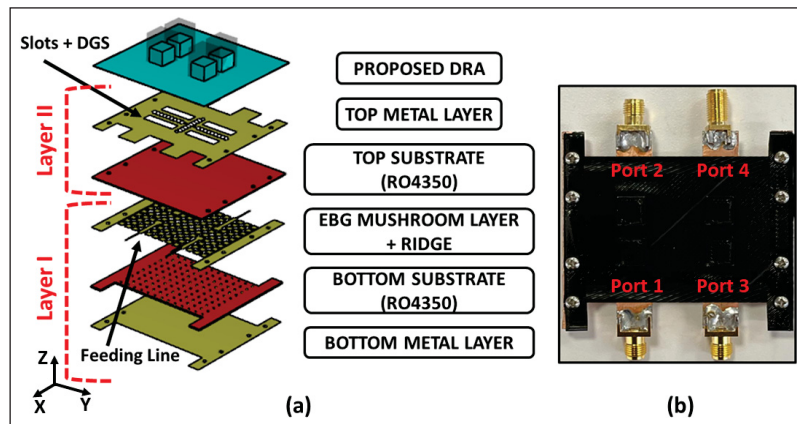 Slots + DGS
PROPOSED DRA
TOP METAL LAYER
Layer II
TOP SUBSTRATE
(RO4350)
EBG MUSHROOM LAYER
+ RIDGE
Layer I
BOTTOM SUBSTRATE
(RO4350)
Feeding Line
BOTTOM METAL LAYER
Z
X
Y
(a)
Port 2
Port 4
Port 1
Port 3
(b)